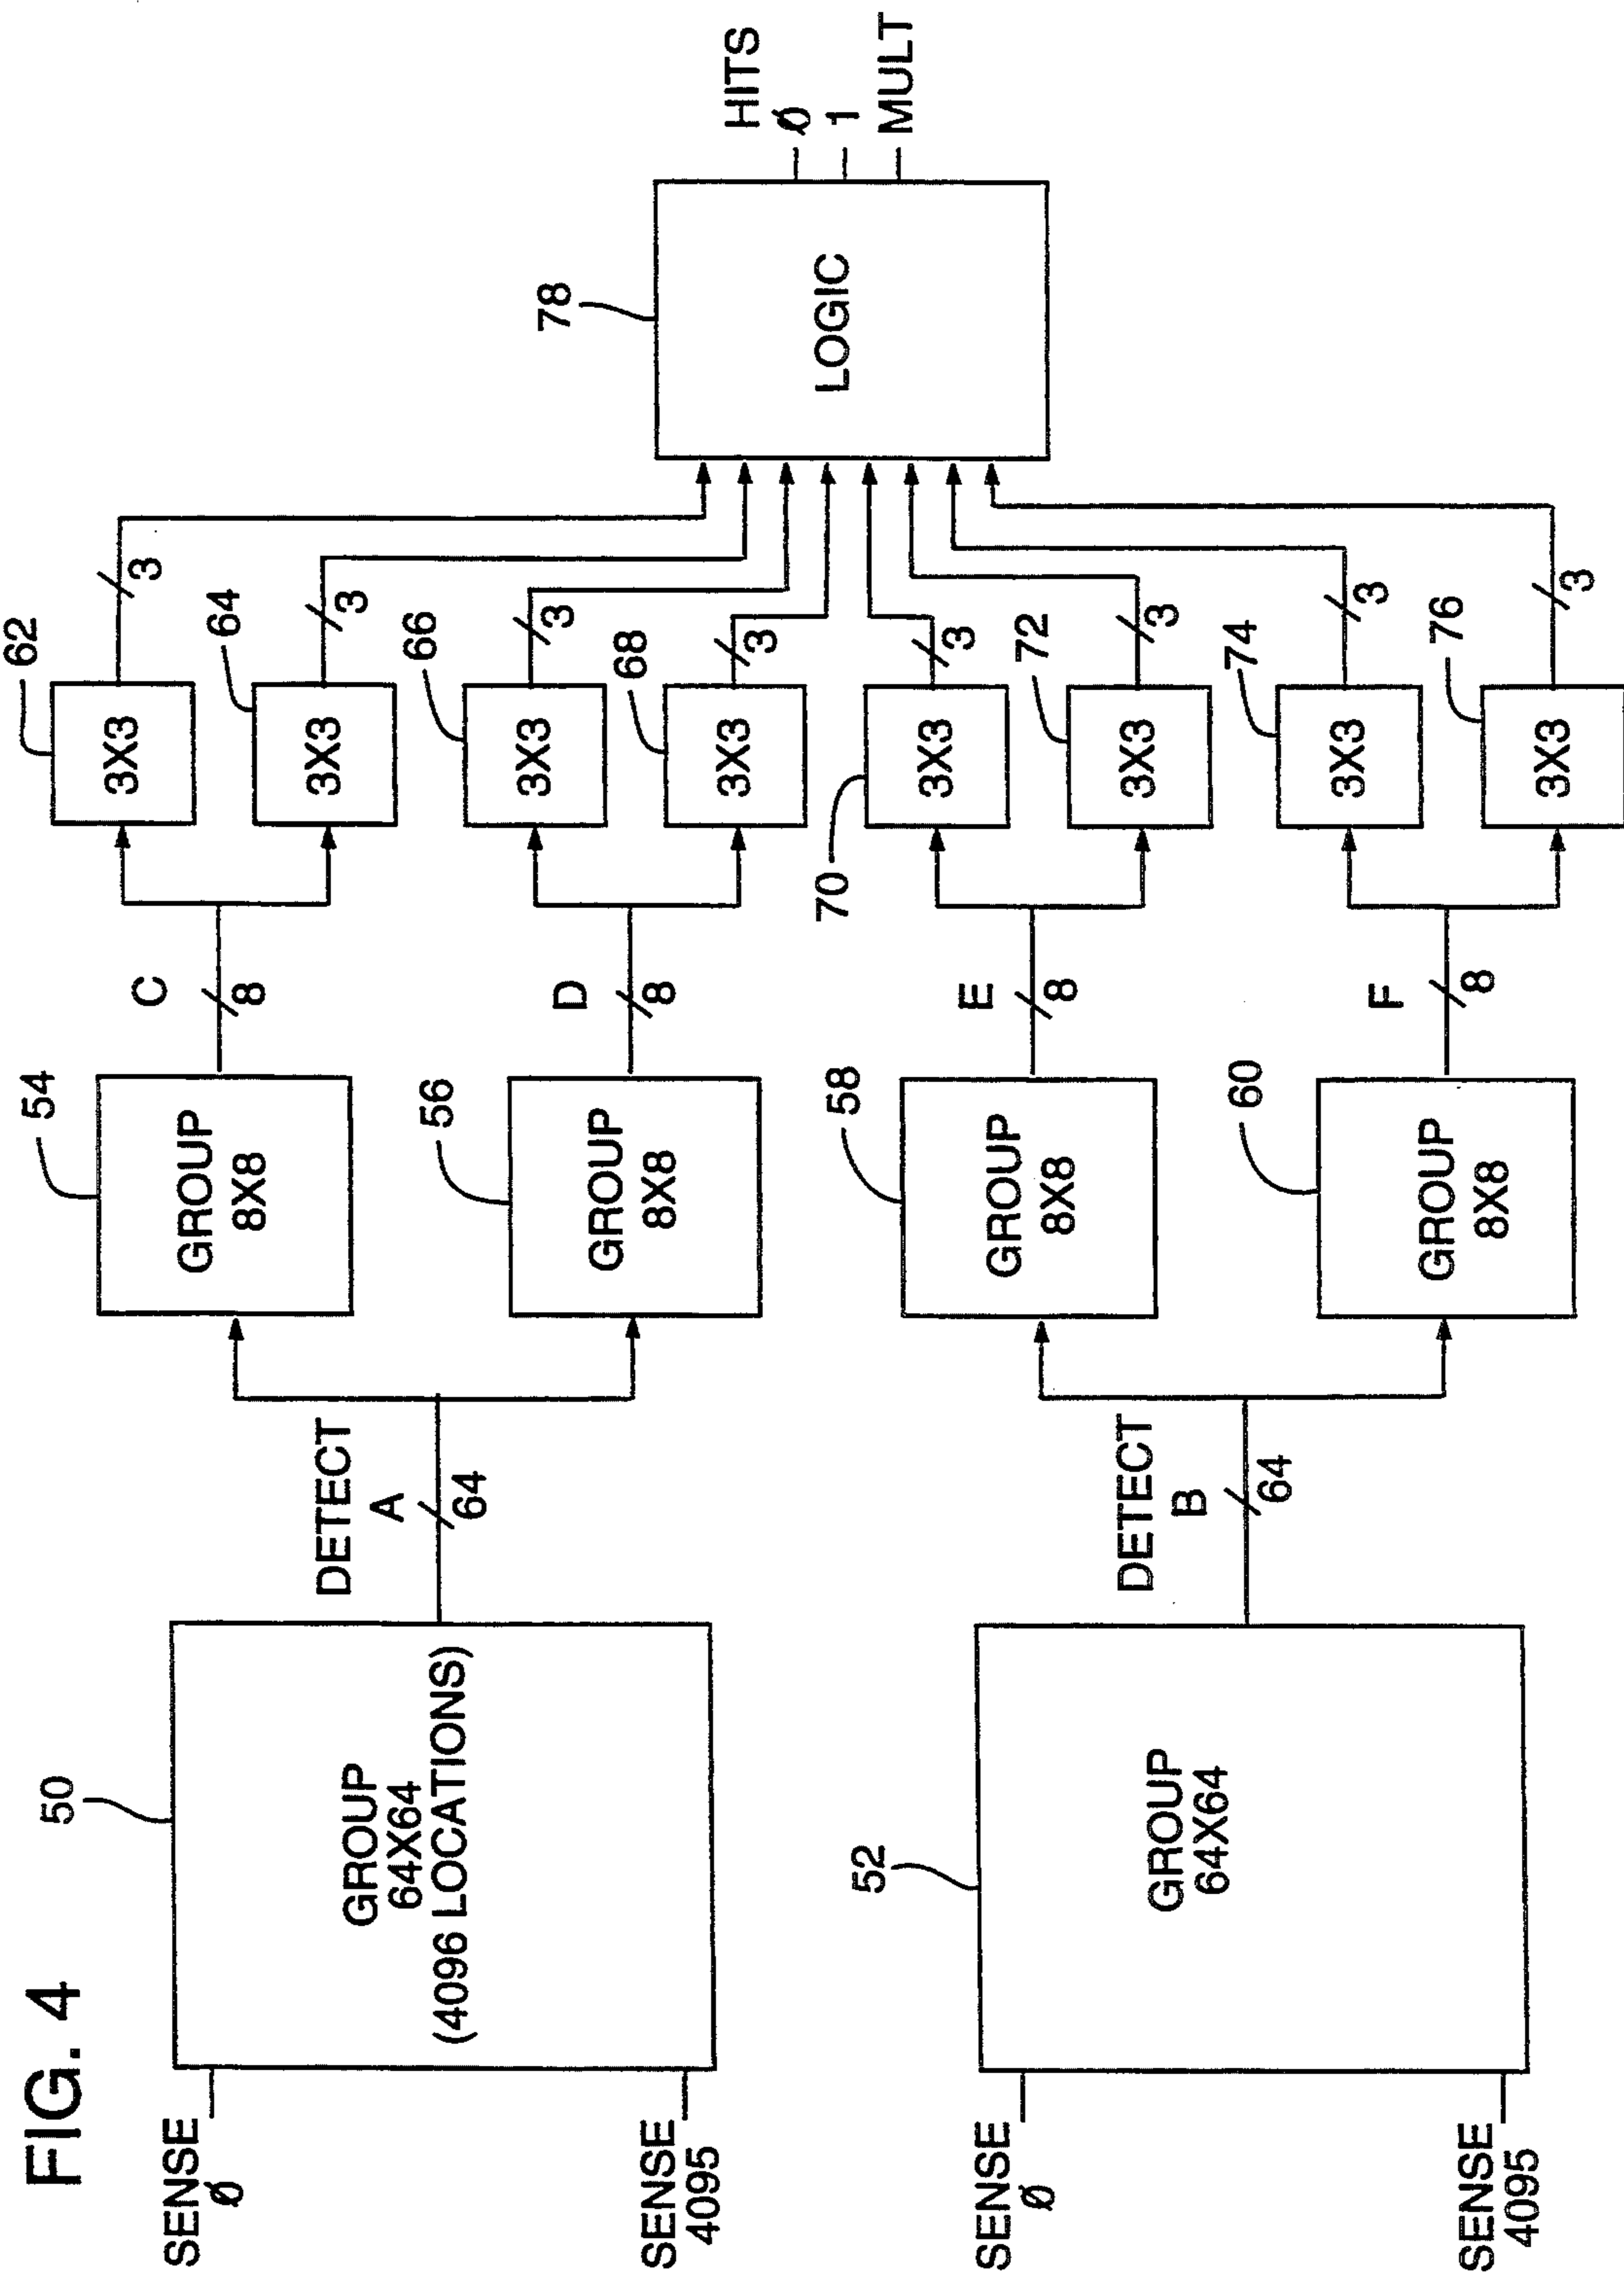 FIG. 4
SENSE
Ø
SENSE
4095
50
GROUP
64X64
(4096 LOCATIONS)
DETECT
A
64
54
GROUP
8X8
56
GROUP
8X8
C
8
D
8
62
3X3
3
64
3X3
3
66
3X3
3
68
3X3
3
SENSE
Ø
SENSE
4095
52
GROUP
64X64
DETECT
B
64
58
GROUP
8X8
60
GROUP
8X8
E
8
F
8
70
3X3
3
72
3X3
3
74
3X3
3
76
3X3
3
78
LOGIC
HITS
Ø
1
MULT